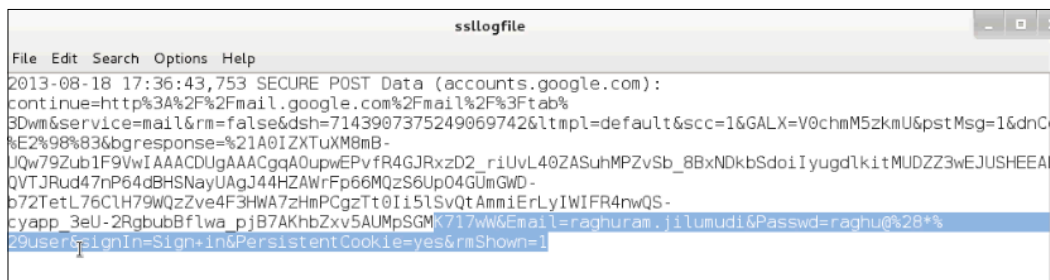 ssllogfile
File Edit Search Options Help
2013-08-18 17:36:43,753 SECURE POST Data (accounts.google.com):
continue=http%3A%2F%2Fmail.google.com%2Fmail%2F%3Ftab%
3Dwm&service=mail&rm=false&dsh=7143907375249069742&ltmpl=default&scc=1&GALX=V0chmM5zkmU&pstMsg=1&dnCo
%E2%98%83&bgresponse=%21A0IZXTuXM8mB-
UQw79Zub1F9VwIAAACDUgAAACgqAOupwEPvfR4GJRxzD2_riUvL40ZASuhMPZvSb_8BxNDkbSdoiIyugdlkitMUDZZ3wEJUSHEEA
QVTJRud47nP64dBHSNayUAgJ44HZAWrFp66MQzS6UpO4GUmGWD-
b72TetL76ClH79WQzZve4F3HWA7zHmPCgzTt0Ii5lSvQtAmmiErLyIWIFR4nwQS-
cyapp_3eU-2RgbubBflwa_pjB7AKhbZxv5AUMpSGMK717wW&Email=raghuram.jilumudi&Passwd=raghu@%28*%
29user&signIn=Sign+in&PersistentCookie=yes&rmShown=1